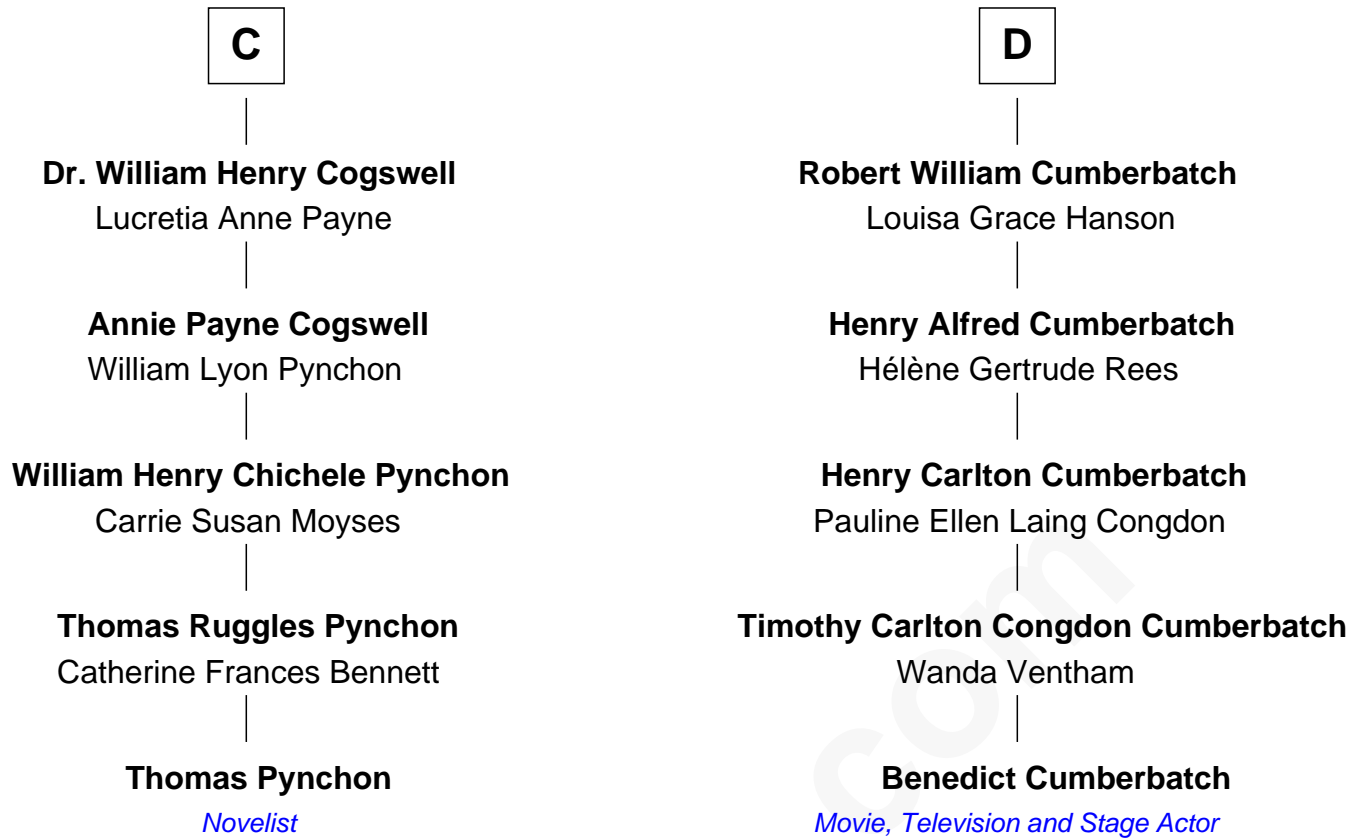 C
Dr. William Henry Cogswell
Lucretia Anne Payne
Annie Payne Cogswell
William Lyon Pynchon
William Henry Chichele Pynchon
Carrie Susan Moyses
Thomas Ruggles Pynchon
Catherine Frances Bennett
Thomas Pynchon
Novelist
D
Robert William Cumberbatch
Louisa Grace Hanson
Henry Alfred Cumberbatch
Hélène Gertrude Rees
Henry Carlton Cumberbatch
Pauline Ellen Laing Congdon
Timothy Carlton Congdon Cumberbatch
Wanda Ventham
Benedict Cumberbatch
Movie, Television and Stage Actor
com